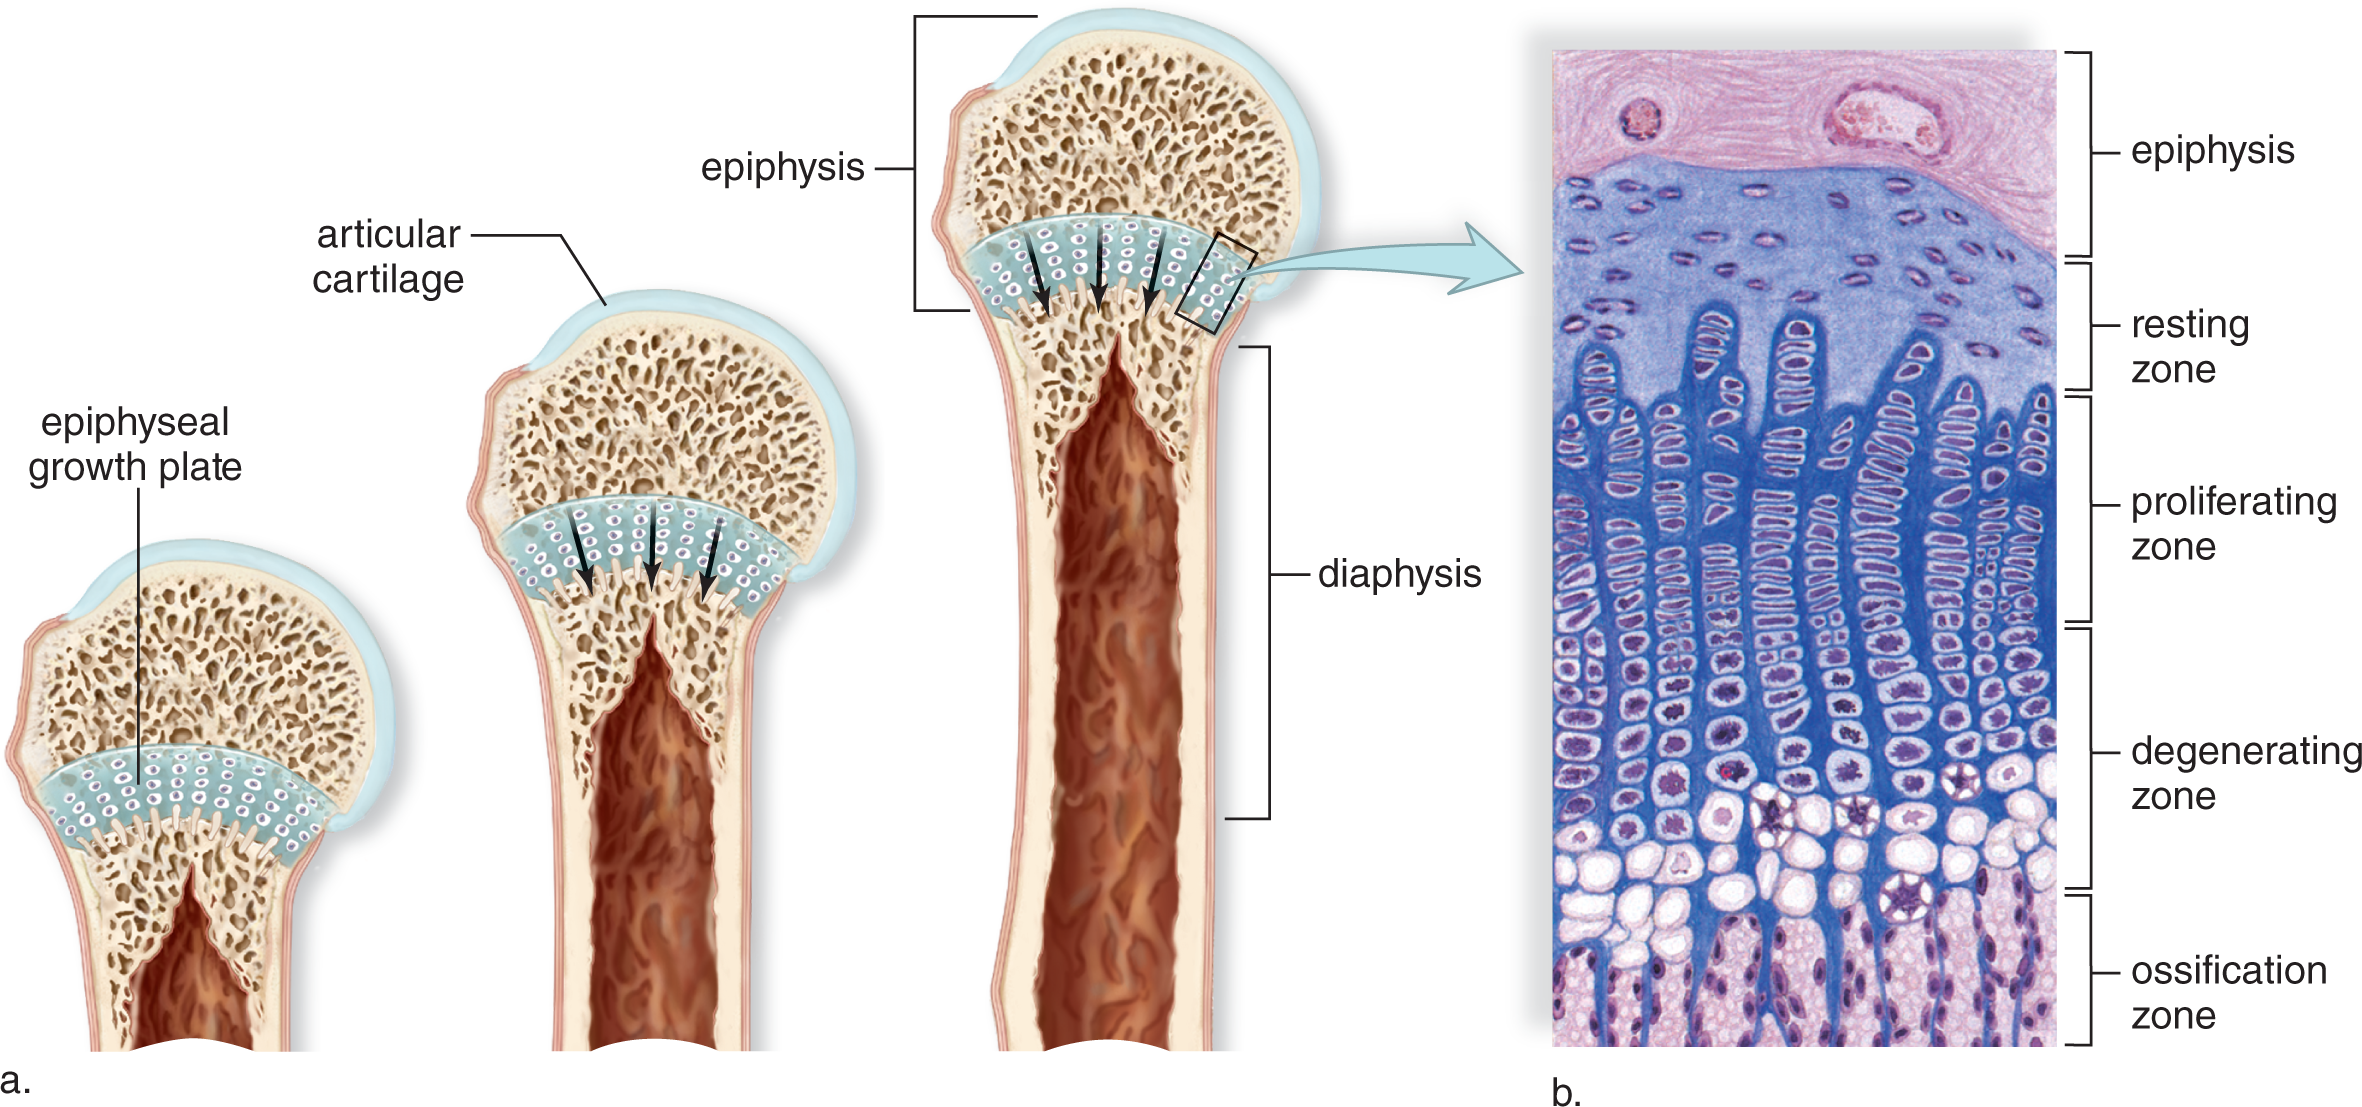 epiphyseal
growth plate
articular
cartilage
epiphysis
diaphysis
a.
epiphysis
resting
zone
proliferating
zone
degenerating
zone
ossification
zone
b.